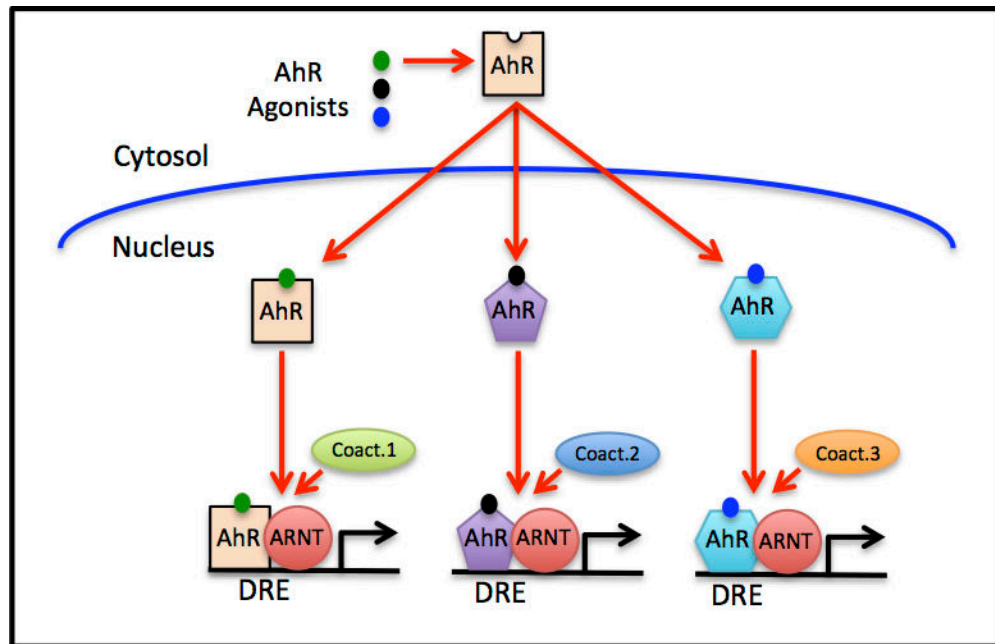 AhR
AhR
Agonists
Cytosol
Nucleus
AhR
AhR
AhR
Coact.1
Coact.2
Coact.3
AhR
ARNT
AhR
ARNT
AhR
ARNT
DRE
DRE
DRE